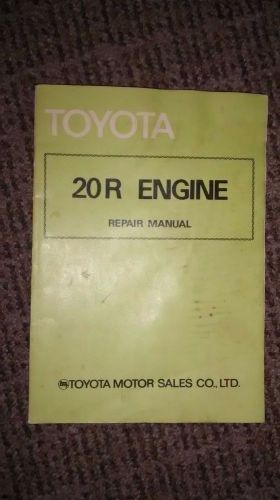 TOYOTA
20R ENGINE
REPAIR MANUAL
TOYOTA MOTOR SALES CO., LTD.